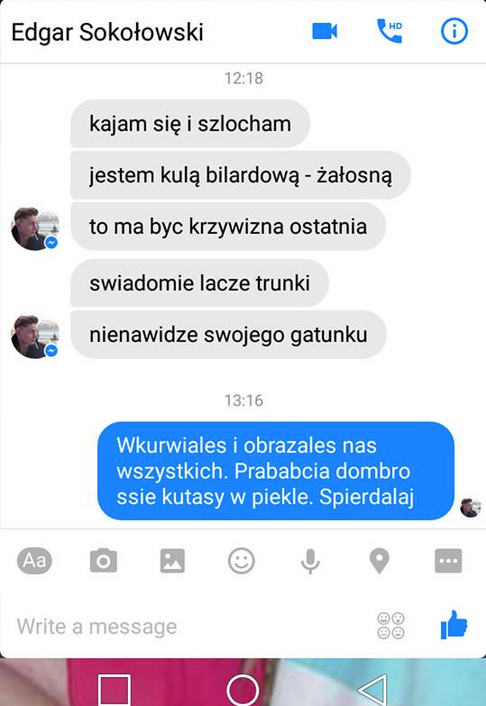 Edgar Sokołowski
HD
12:18
kajam się i szlocham
jestem kulą bilardową - żałosną
to ma byc krzywizna ostatnia
swiadomie lacze trunki
nienawidze swojego gatunku
13:16
Wkurwiales i obrazales nas
wszystkich. Prababcia dombro
ssie kutasy w piekle. Spierdalaj
Aa
Write a message